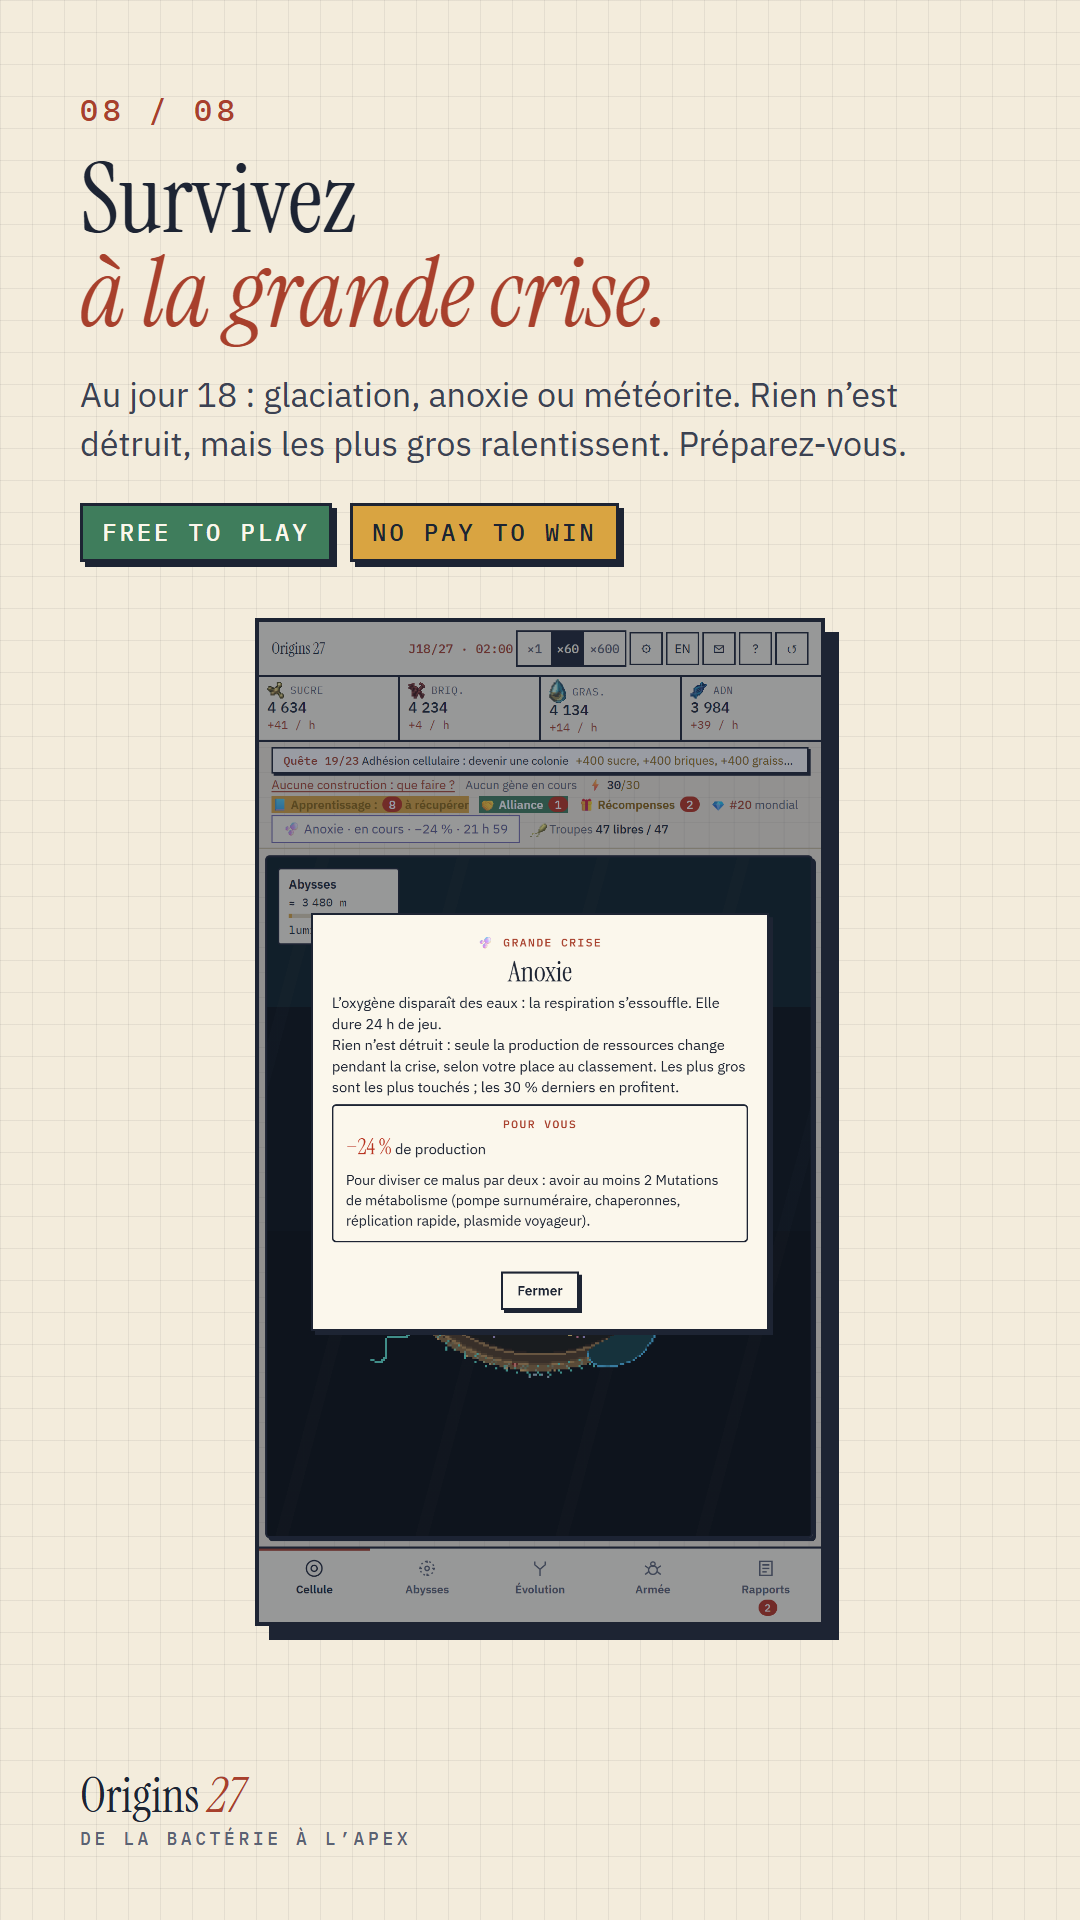 08 / 08
Survivez
à la grande crise.
Au jour 18 : glaciation, anoxie ou météorite. Rien n’est
détruit, mais les plus gros ralentissent. Préparez-vous.
FREE TO PLAY
NO PAY TO WIN
Origins 27
J18/27 · 02:00
×1
×60
×600
EN
?
SUCRE
4 634
+41 / h
BRIQ.
4 234
+4 / h
GRAS.
4 134
+14 / h
ADN
3 984
+39 / h
Quête 19/23 Adhésion cellulaire : devenir une colonie +400 sucre, +400 briques, +400 graiss…
Aucune construction : que faire ? Aucun gène en cours 30/30
Apprentissage : 8 à récupérer Alliance 1 Récompenses 2 #20 mondial
Anoxie · en cours · −24 % · 21 h 59 Troupes 47 libres / 47
Abysses
= 3 480 m
GRANDE CRISE
Anoxie
L’oxygène disparaît des eaux : la respiration s’essouffle. Elle
dure 24 h de jeu.
Rien n’est détruit : seule la production de ressources change
pendant la crise, selon votre place au classement. Les plus gros
sont les plus touchés ; les 30 % derniers en profitent.
POUR VOUS
−24 % de production
Pour diviser ce malus par deux : avoir au moins 2 Mutations
de métabolisme (pompe surnuméraire, chaperonnes,
réplication rapide, plasmide voyageur).
Fermer
Cellule
Abysses
Évolution
Armée
Rapports
2
Origins 27
DE LA BACTÉRIE À L’APEX